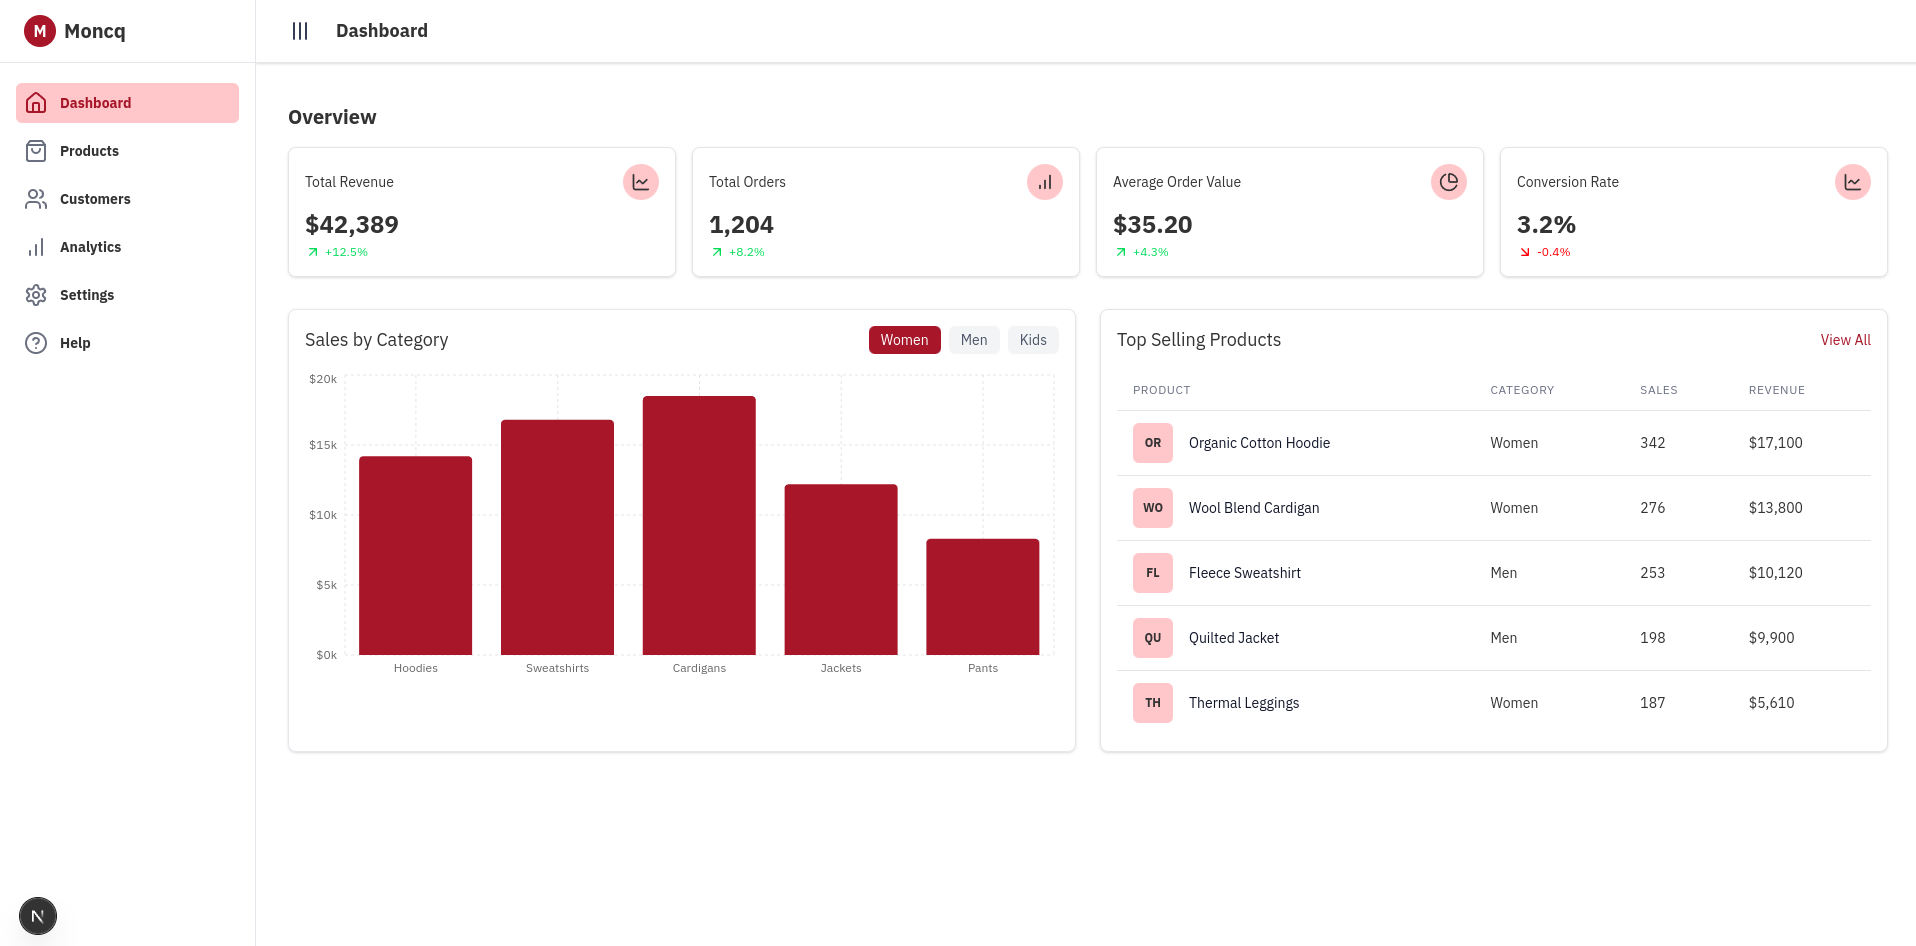 M Moncq
Dashboard
Dashboard
Products
Customers
Analytics
Settings
Help
Overview
Total Revenue
$42,389
+12.5%
Total Orders
1,204
+8.2%
Average Order Value
$35.20
+4.3%
Conversion Rate
3.2%
-0.4%
Sales by Category
Women Men Kids
$20k
$15k
$10k
$5k
$0k
Hoodies Sweatshirts Cardigans Jackets Pants
Top Selling Products View All
PRODUCT CATEGORY SALES REVENUE
OR Organic Cotton Hoodie Women 342 $17,100
WO Wool Blend Cardigan Women 276 $13,800
FL Fleece Sweatshirt Men 253 $10,120
QU Quilted Jacket Men 198 $9,900
TH Thermal Leggings Women 187 $5,610
N